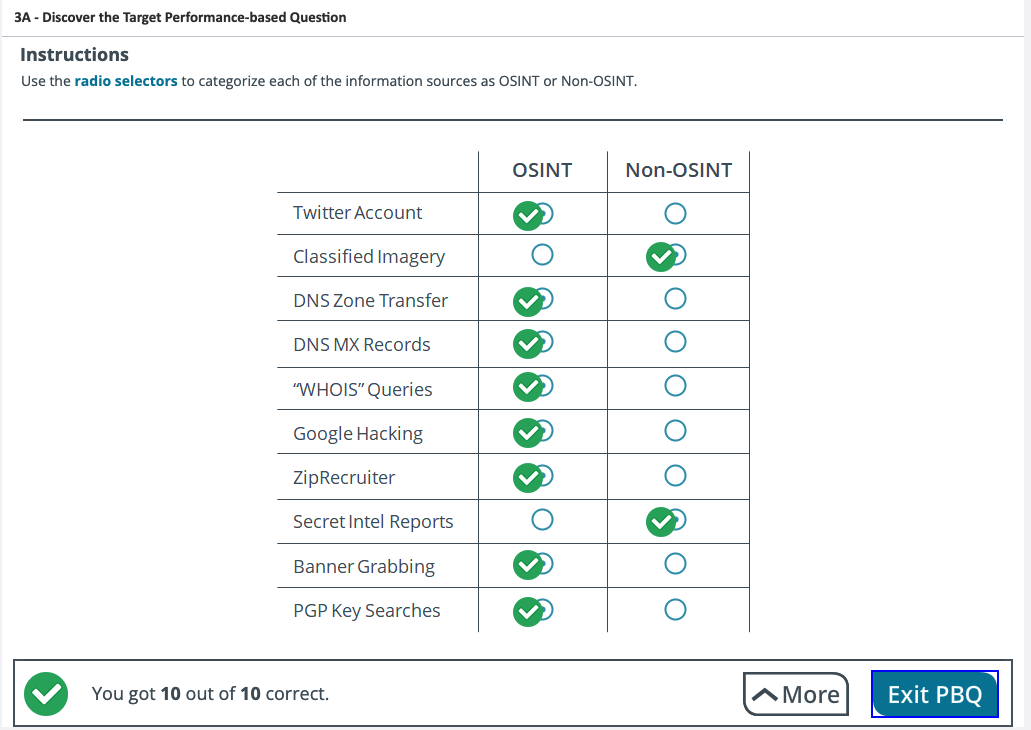 3A - Discover the Target Performance-based Question
Instructions
Use the radio selectors to categorize each of the information sources as OSINT or Non-OSINT.
OSINT Non-OSINT
Twitter Account
Classified Imagery
DNS Zone Transfer
DNS MX Records
“WHOIS” Queries
Google Hacking
ZipRecruiter
Secret Intel Reports
Banner Grabbing
PGP Key Searches
You got 10 out of 10 correct. More Exit PBQ